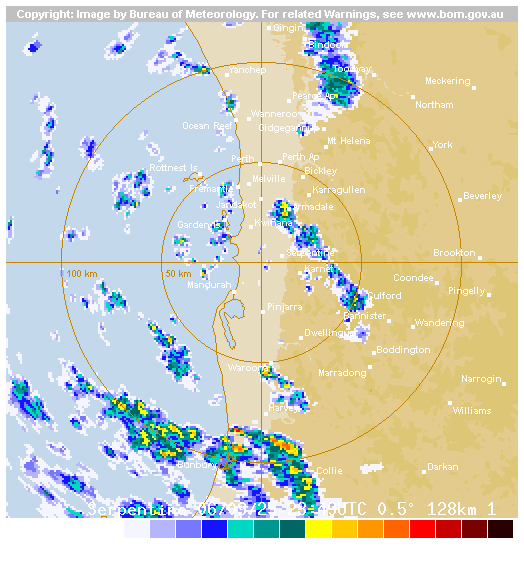 Copyright: Image by Bureau of Meteorology. For related Warnings, see www.bom.gov.au
Gingin
Bindoon
Toodyay
Yanchep
Meckering
Pearce Ap
Northam
Wanneroo
Ocean Reef
Gidgegannup
Mt Helena
York
Perth
Perth Ap
Rottnest Is
Bickley
Melville
Fremantle
Karragullen
Beverley
Jandakot
Armadale
Garden Is
Kwinana
Serpentine
Brookton
100 km
50 km
Coondee
Mandurah
Pingelly
Pinjarra
Bannister
Wandering
Dwellingup
Boddington
Waroona
Marradong
Narrogin
Harvey
Williams
Bunbury
Collie
Darkan
Serpentine
UTC 0.5° 128km 1